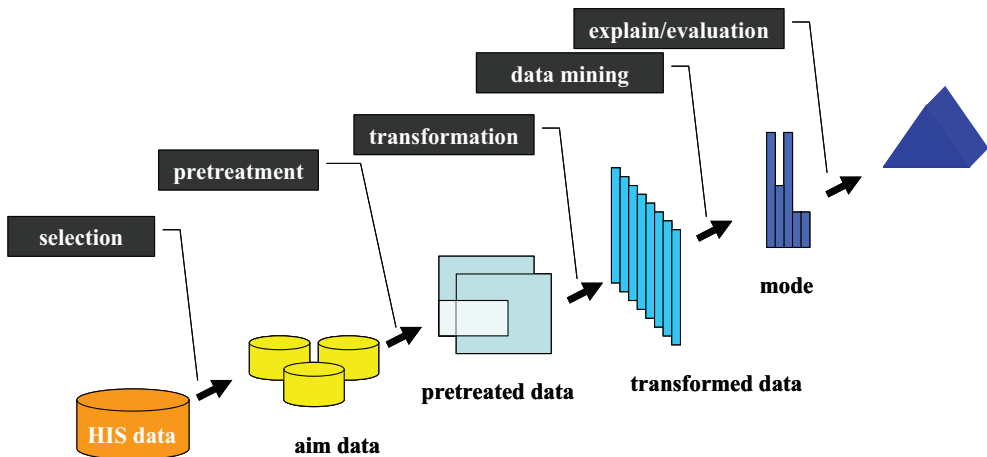 explain/evaluation
data mining
transformation
pretreatment
selection
mode
transformed data
pretreated data
aim data
HIS data